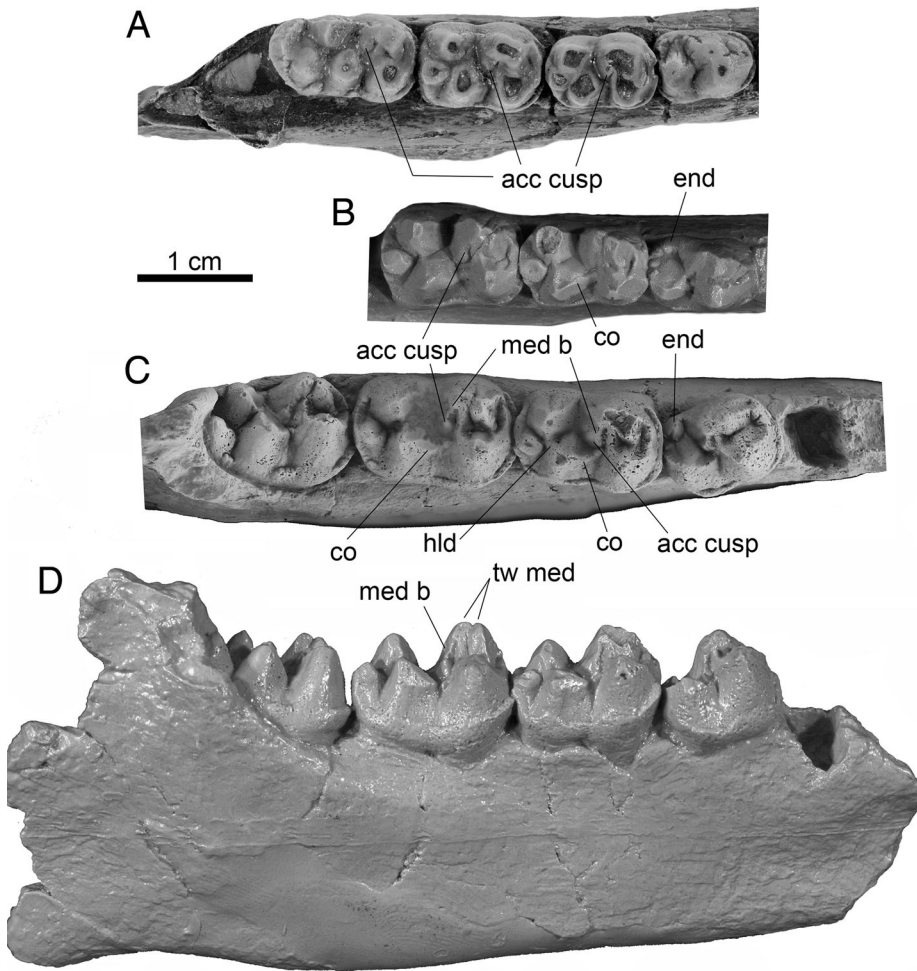 A
acc cusp
end
B
1 cm
co
acc cusp
med b
end
C
co
hld
co
acc cusp
D
med b
tw med